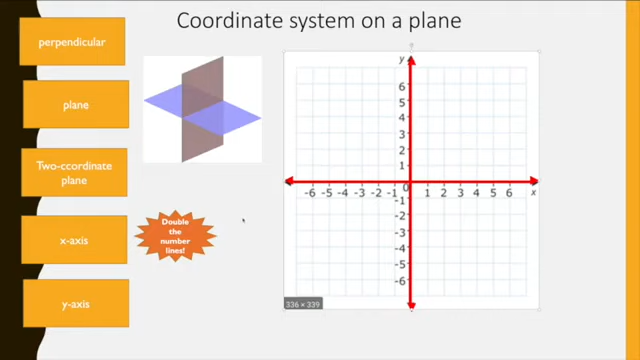 Coordinate system on a plane
perpendicular
plane
Two-ccordinate
plane
x-axis
y-axis
Double
the
number
lines!
y
6
5
4
3
2
1
-6 -5 -4 -3 -2 -1 0 1 2 3 4 5 6 x
-1
-2
-3
-4
-5
-6
336 × 339